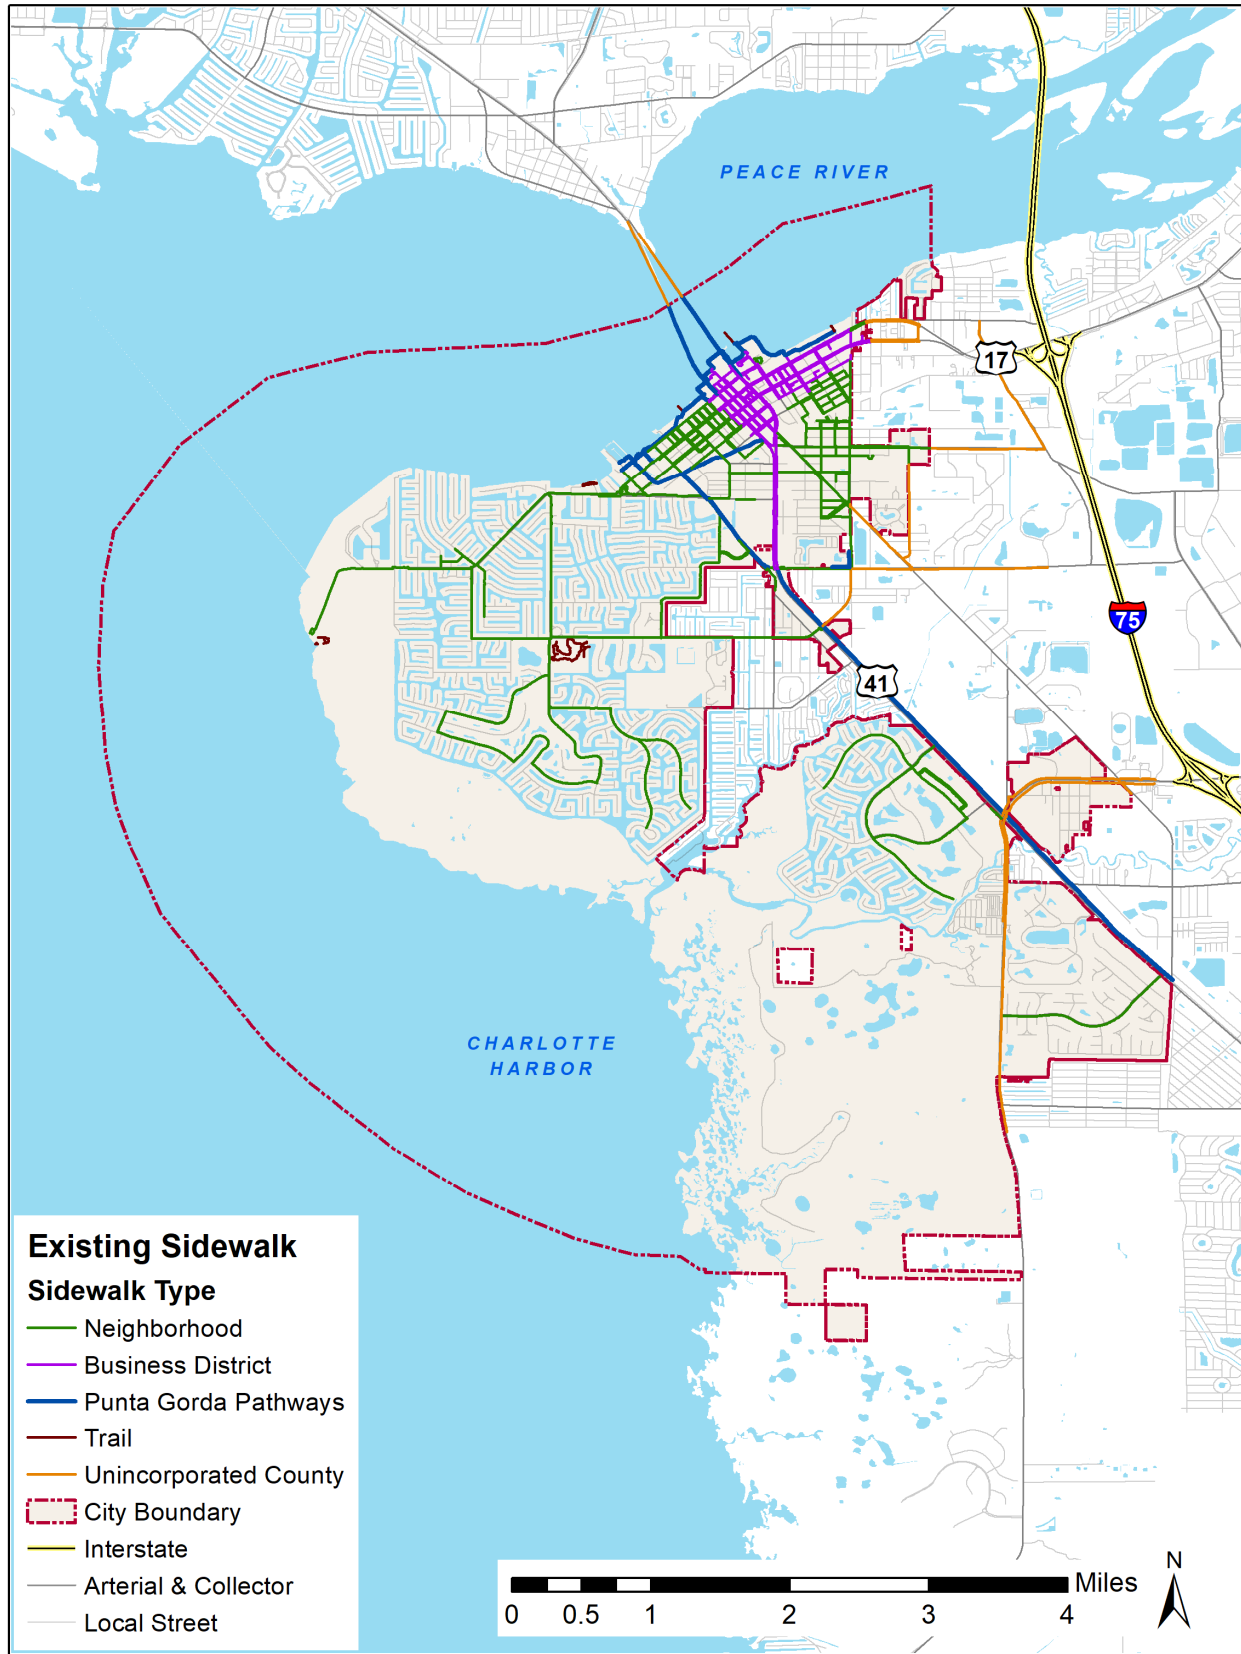 PEACE RIVER
17
75
41
CHARLOTTE
HARBOR
Existing Sidewalk
Sidewalk Type
Neighborhood
Business District
Punta Gorda Pathways
Trail
Unincorporated County
City Boundary
Interstate
Arterial & Collector
Local Street
Miles
0 0.5 1 2 3 4
N